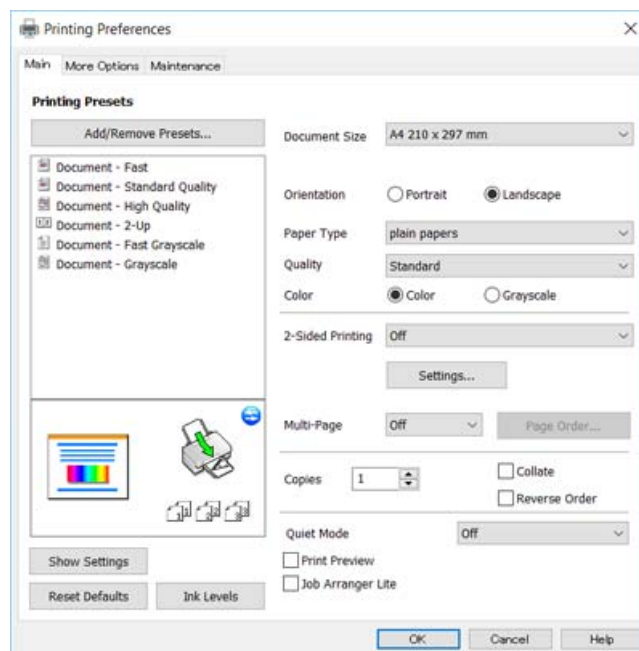 Printing Preferences
Main
More Options
Maintenance
Printing Presets
Add/Remove Presets...
Document - Fast
Document - Standard Quality
Document - High Quality
Document - 2-Up
Document - Fast Grayscale
Document - Grayscale
Show Settings
Reset Defaults
Ink Levels
Document Size
A4 210 x 297 mm
Orientation
Portrait
Landscape
Paper Type
plain papers
Quality
Standard
Color
Color
Grayscale
2-Sided Printing
Off
Settings...
Multi-Page
Off
Page Order...
Copies
1
Collate
Reverse Order
Quiet Mode
Off
Print Preview
Job Arranger Lite
OK
Cancel
Help